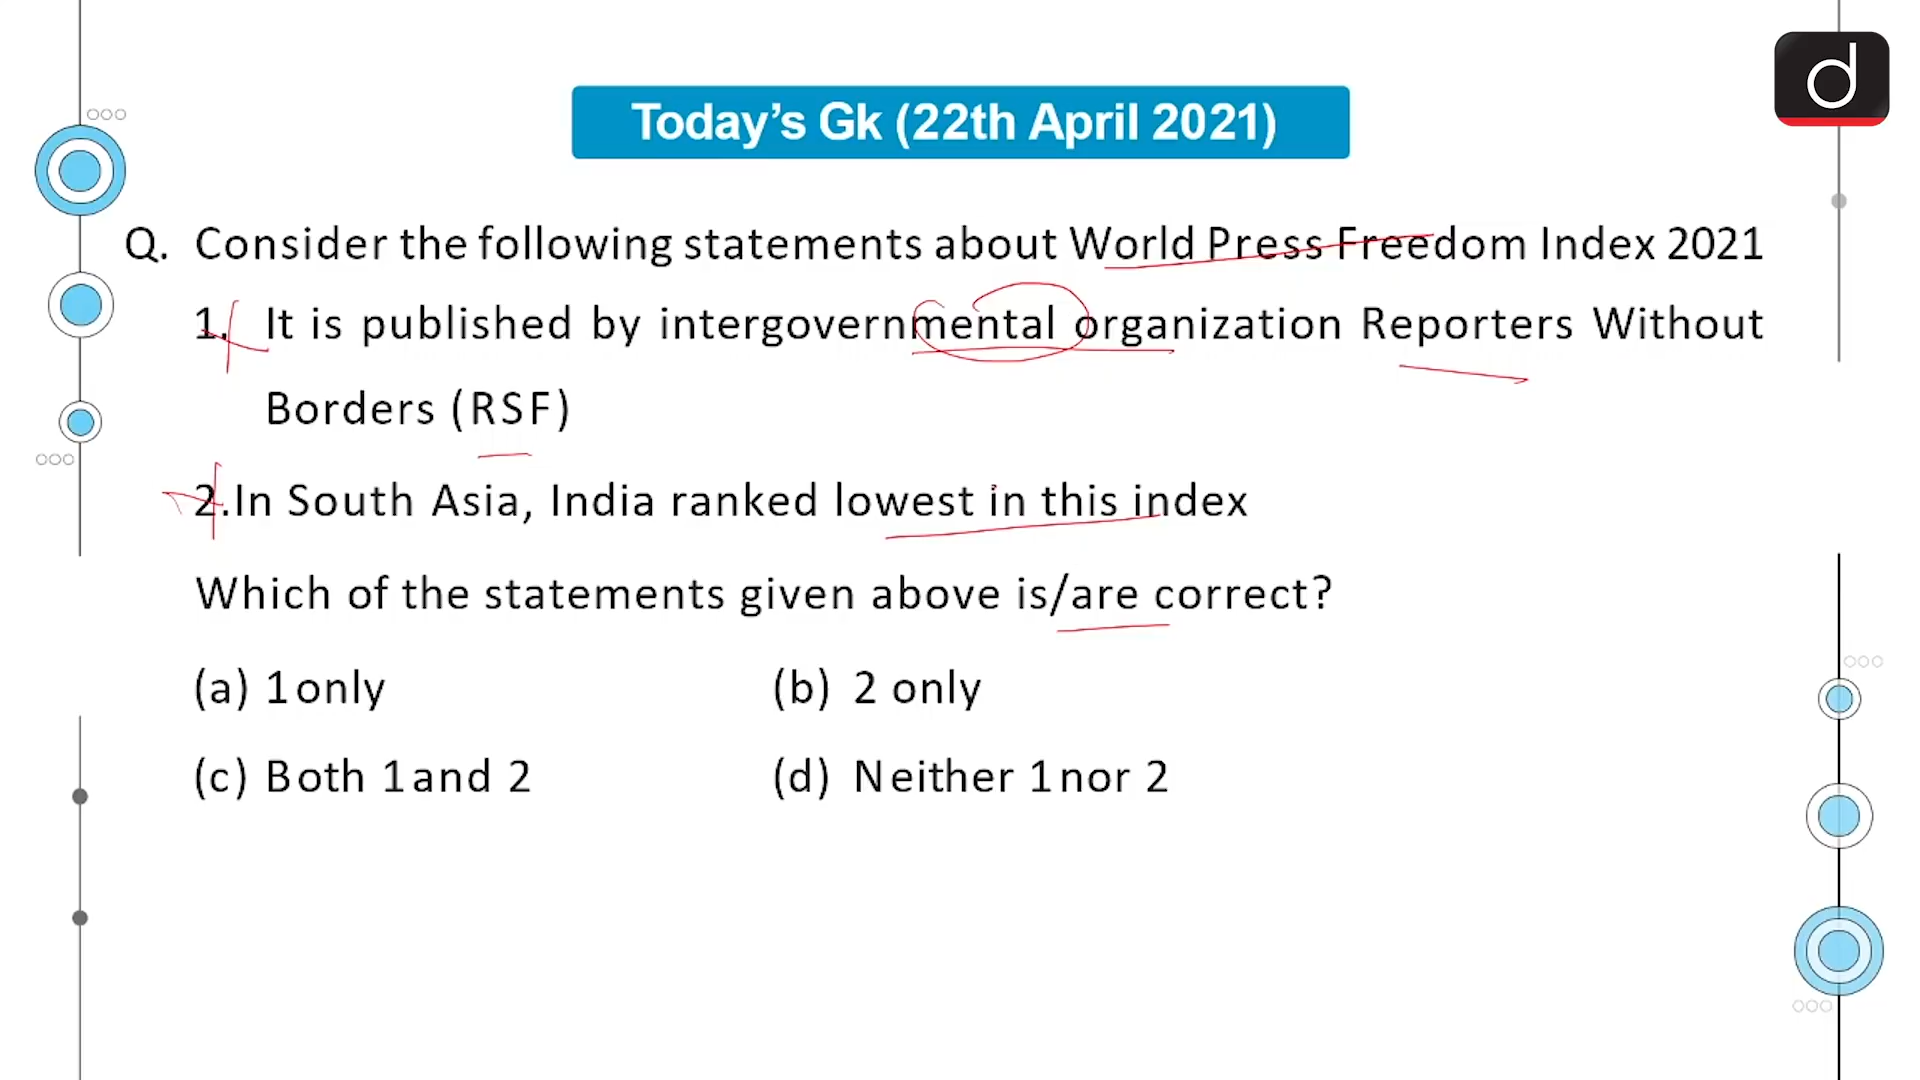 Today's Gk (22th April 2021)
Q. Consider the following statements about World Press Freedom Index 2021
1. It is published by intergovernmental organization Reporters Without
Borders (RSF)
2.In South Asia, India ranked lowest in this index
Which of the statements given above is/are correct?
(a) 1 only (b) 2 only
(c) Both 1 and 2 (d) Neither 1 nor 2
d